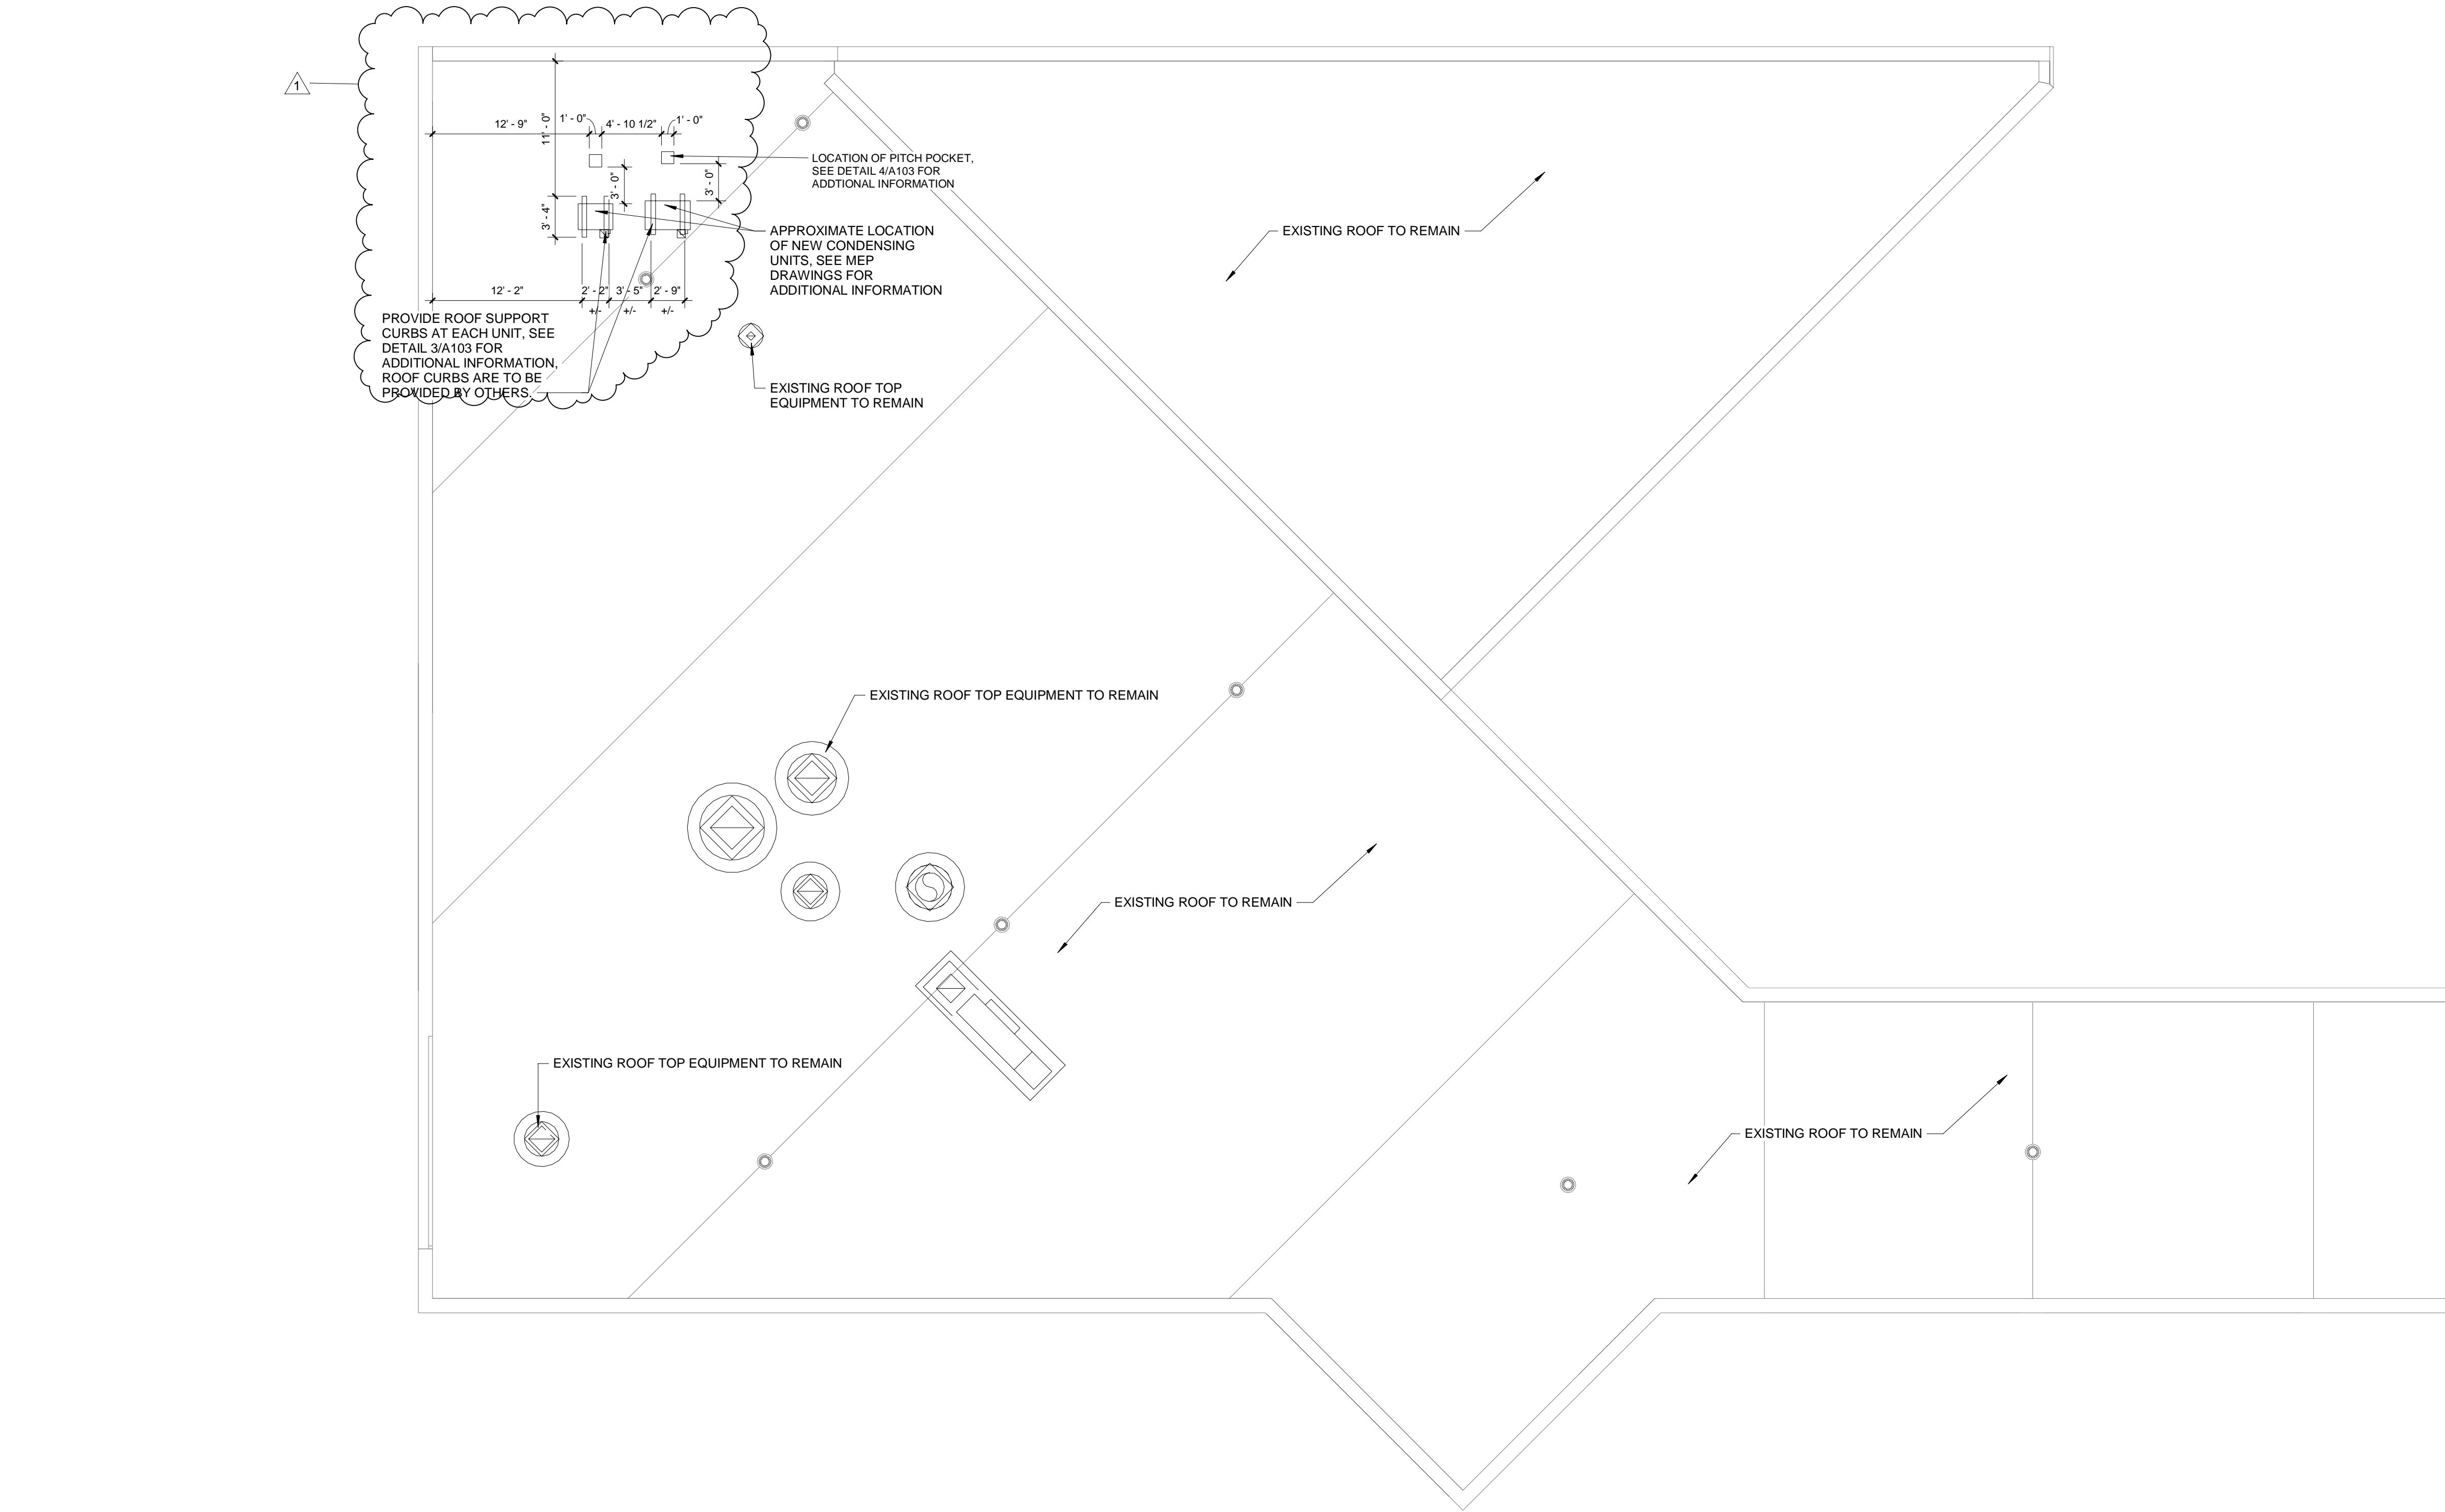 1
11' - 0"
12' - 9"
1' - 0"
4' - 10 1/2"
1' - 0"
LOCATION OF PITCH POCKET,
SEE DETAIL 4/A103 FOR
ADDTIONAL INFORMATION
3' - 0"
3' - 0"
3' - 4"
APPROXIMATE LOCATION
OF NEW CONDENSING
UNITS, SEE MEP
DRAWINGS FOR
ADDITIONAL INFORMATION
EXISTING ROOF TO REMAIN
12' - 2"
2' - 2"
3' - 5"
2' - 9"
+/-
+/-
+/-
PROVIDE ROOF SUPPORT
CURBS AT EACH UNIT, SEE
DETAIL 3/A103 FOR
ADDITIONAL INFORMATION,
ROOF CURBS ARE TO BE
PROVIDED BY OTHERS.
EXISTING ROOF TOP
EQUIPMENT TO REMAIN
EXISTING ROOF TOP EQUIPMENT TO REMAIN
EXISTING ROOF TO REMAIN
EXISTING ROOF TOP EQUIPMENT TO REMAIN
EXISTING ROOF TO REMAIN